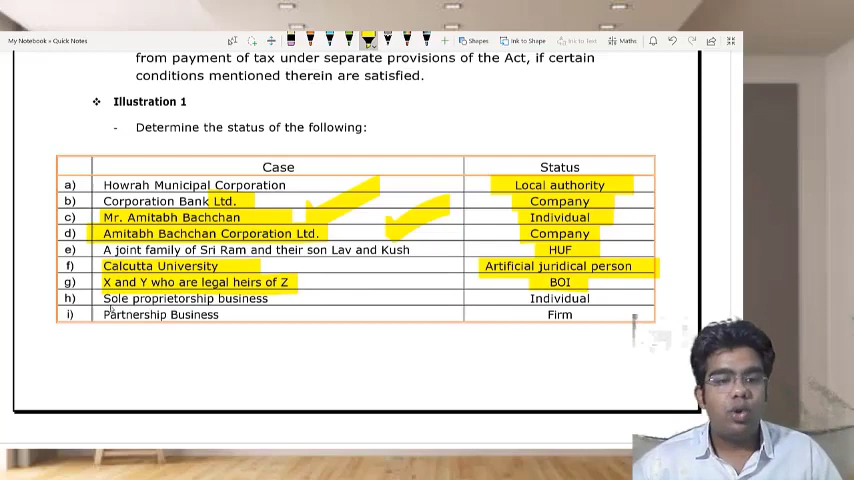 My Notebook » Quick Notes
Shapes
Ink to Shape
Ink to Text
Maths
from payment of tax under separate provisions of the Act, if certain
conditions mentioned therein are satisfied.
❖ Illustration 1
- Determine the status of the following:
Case Status
a) Howrah Municipal Corporation Local authority
b) Corporation Bank Ltd. Company
c) Mr. Amitabh Bachchan Individual
d) Amitabh Bachchan Corporation Ltd. Company
e) A joint family of Sri Ram and their son Lav and Kush HUF
f) Calcutta University Artificial juridical person
g) X and Y who are legal heirs of Z BOI
h) Sole proprietorship business Individual
i) Partnership Business Firm